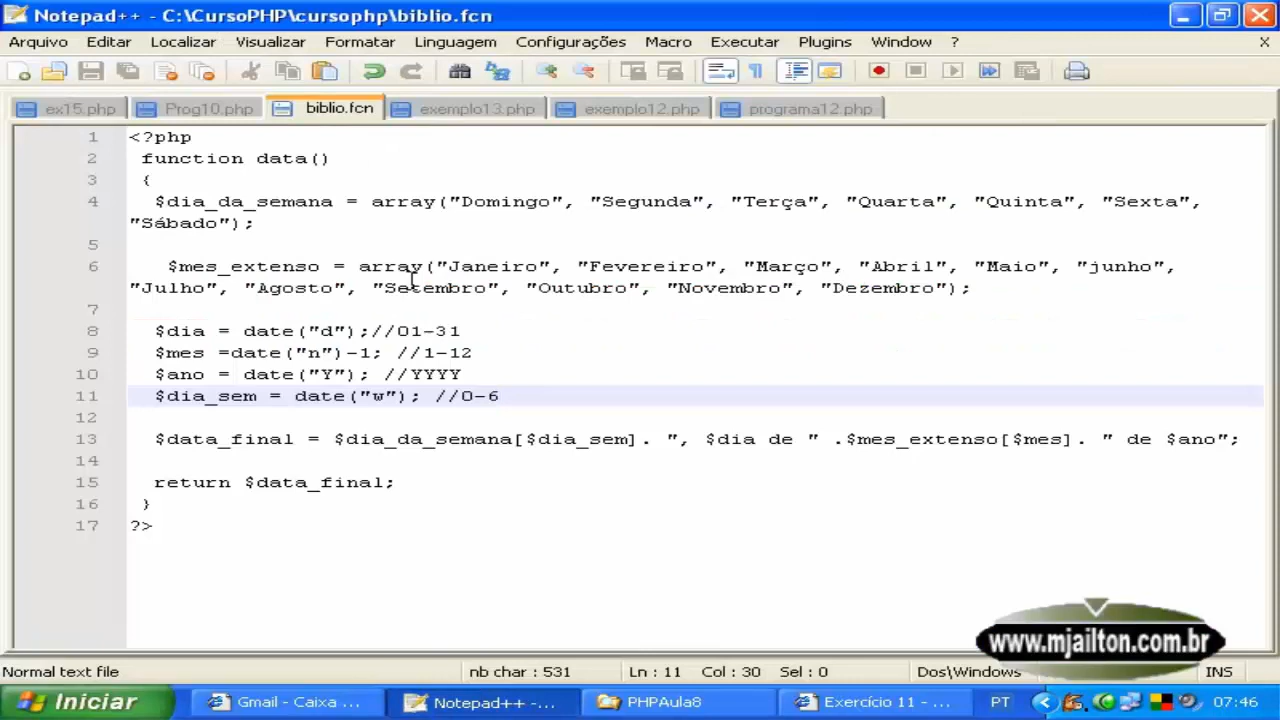 Notepad++ - C:\CursoPHP\cursophp\biblio.fcn
Arquivo Editar Localizar Visualizar Formatar Linguagem Configurações Macro Executar Plugins Window ? X
ex15.php Prog10.php biblio.fcn exemplo13.php exemplo12.php programa12.php
1 <?php
2 function data()
3 {
4 $dia_da_semana = array("Domingo", "Segunda", "Terça", "Quarta", "Quinta", "Sexta",
"Sábado");
5
6 $mes_extenso = array("Janeiro", "Fevereiro", "Março", "Abril", "Maio", "junho",
"Julho", "Agosto", "Setembro", "Outubro", "Novembro", "Dezembro");
7
8 $dia = date("d");//01-31
9 $mes =date("n")-1; //1-12
10 $ano = date("Y"); //YYYY
11 $dia_sem = date("w"); //0-6
12
13 $data_final = $dia_da_semana[$dia_sem]. ", $dia de " .$mes_extenso[$mes]. " de $ano";
14
15 return $data_final;
16 }
17 ?>
www.mjailton.com.br
Normal text file nb char : 531 Ln : 11 Col : 30 Sel : 0 Dos\Windows INS
Iniciar Gmail - Caixa ... Notepad++ -... PHPAula8 Exercício 11 - ... PT 07:46